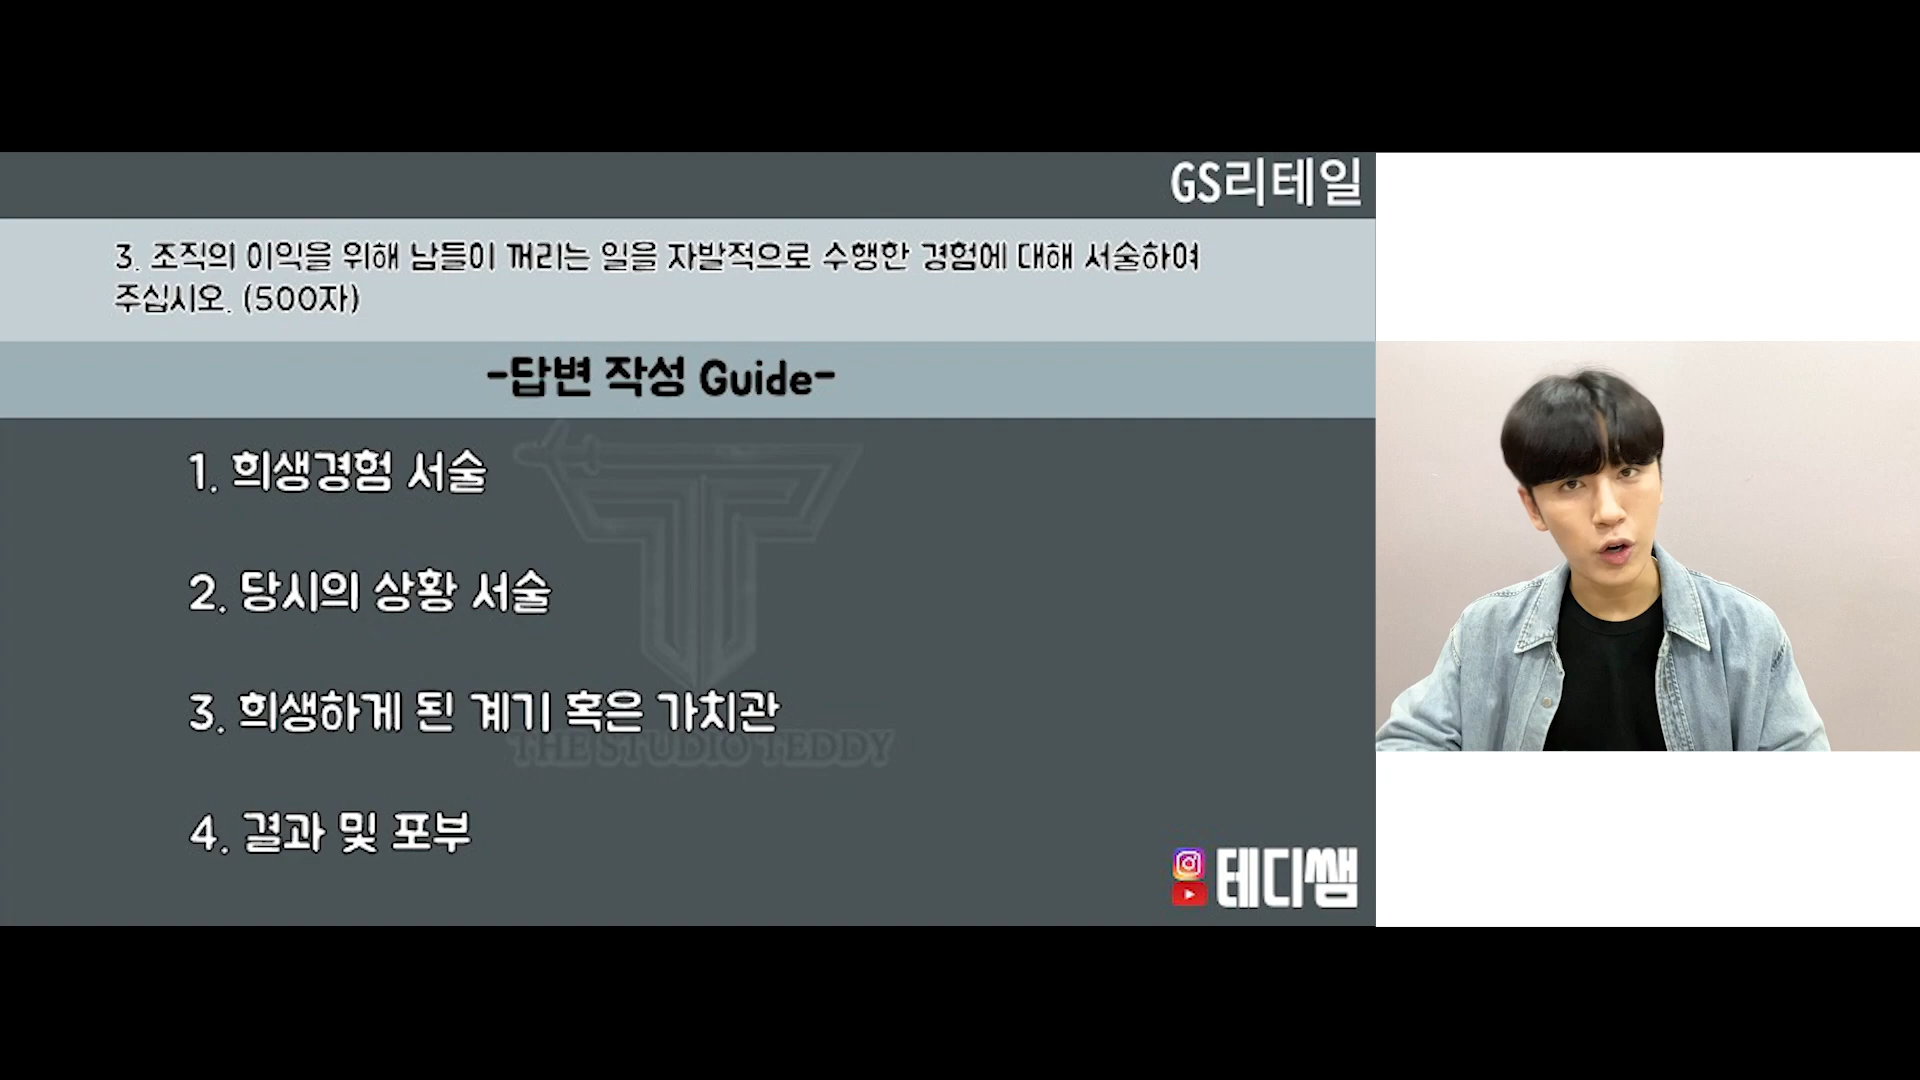 GS리테일
3. 조직의 이익을 위해 남들이 꺼리는 일을 자발적으로 수행한 경험에 대해 서술하여
주십시오. (500자)
-답변 작성 Guide-
1. 희생경험 서술
2. 당시의 상황 서술
3. 희생하게 된 계기 혹은 가치관
THE STUDIO TEDDY
4. 결과 및 포부
테디쌤